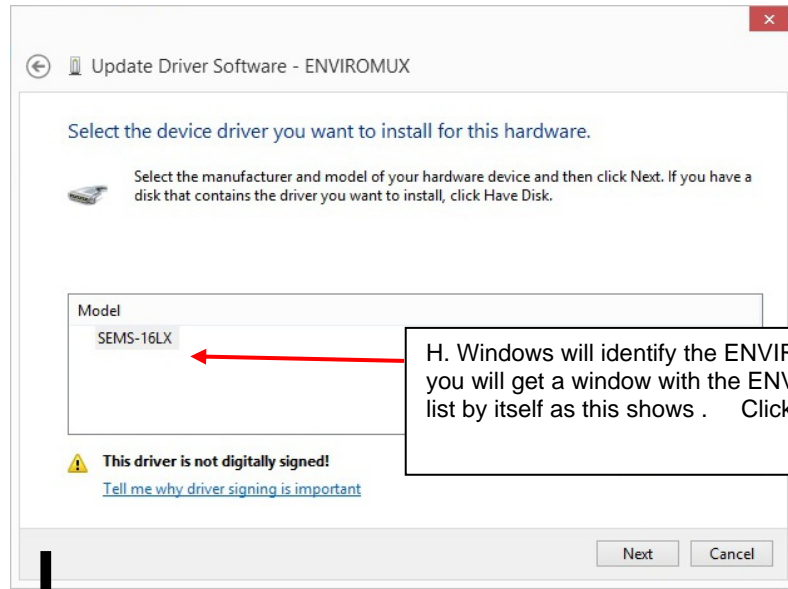 Update Driver Software - ENVIROMUX
Select the device driver you want to install for this hardware.
Select the manufacturer and model of your hardware device and then click Next. If you have a
disk that contains the driver you want to install, click Have Disk.
Model
SEMS-16LX
H. Windows will identify the
you will get a window with the
list by itself as this shows .
This driver is not digitally signed!
Tell me why driver signing is important
Next
Cancel